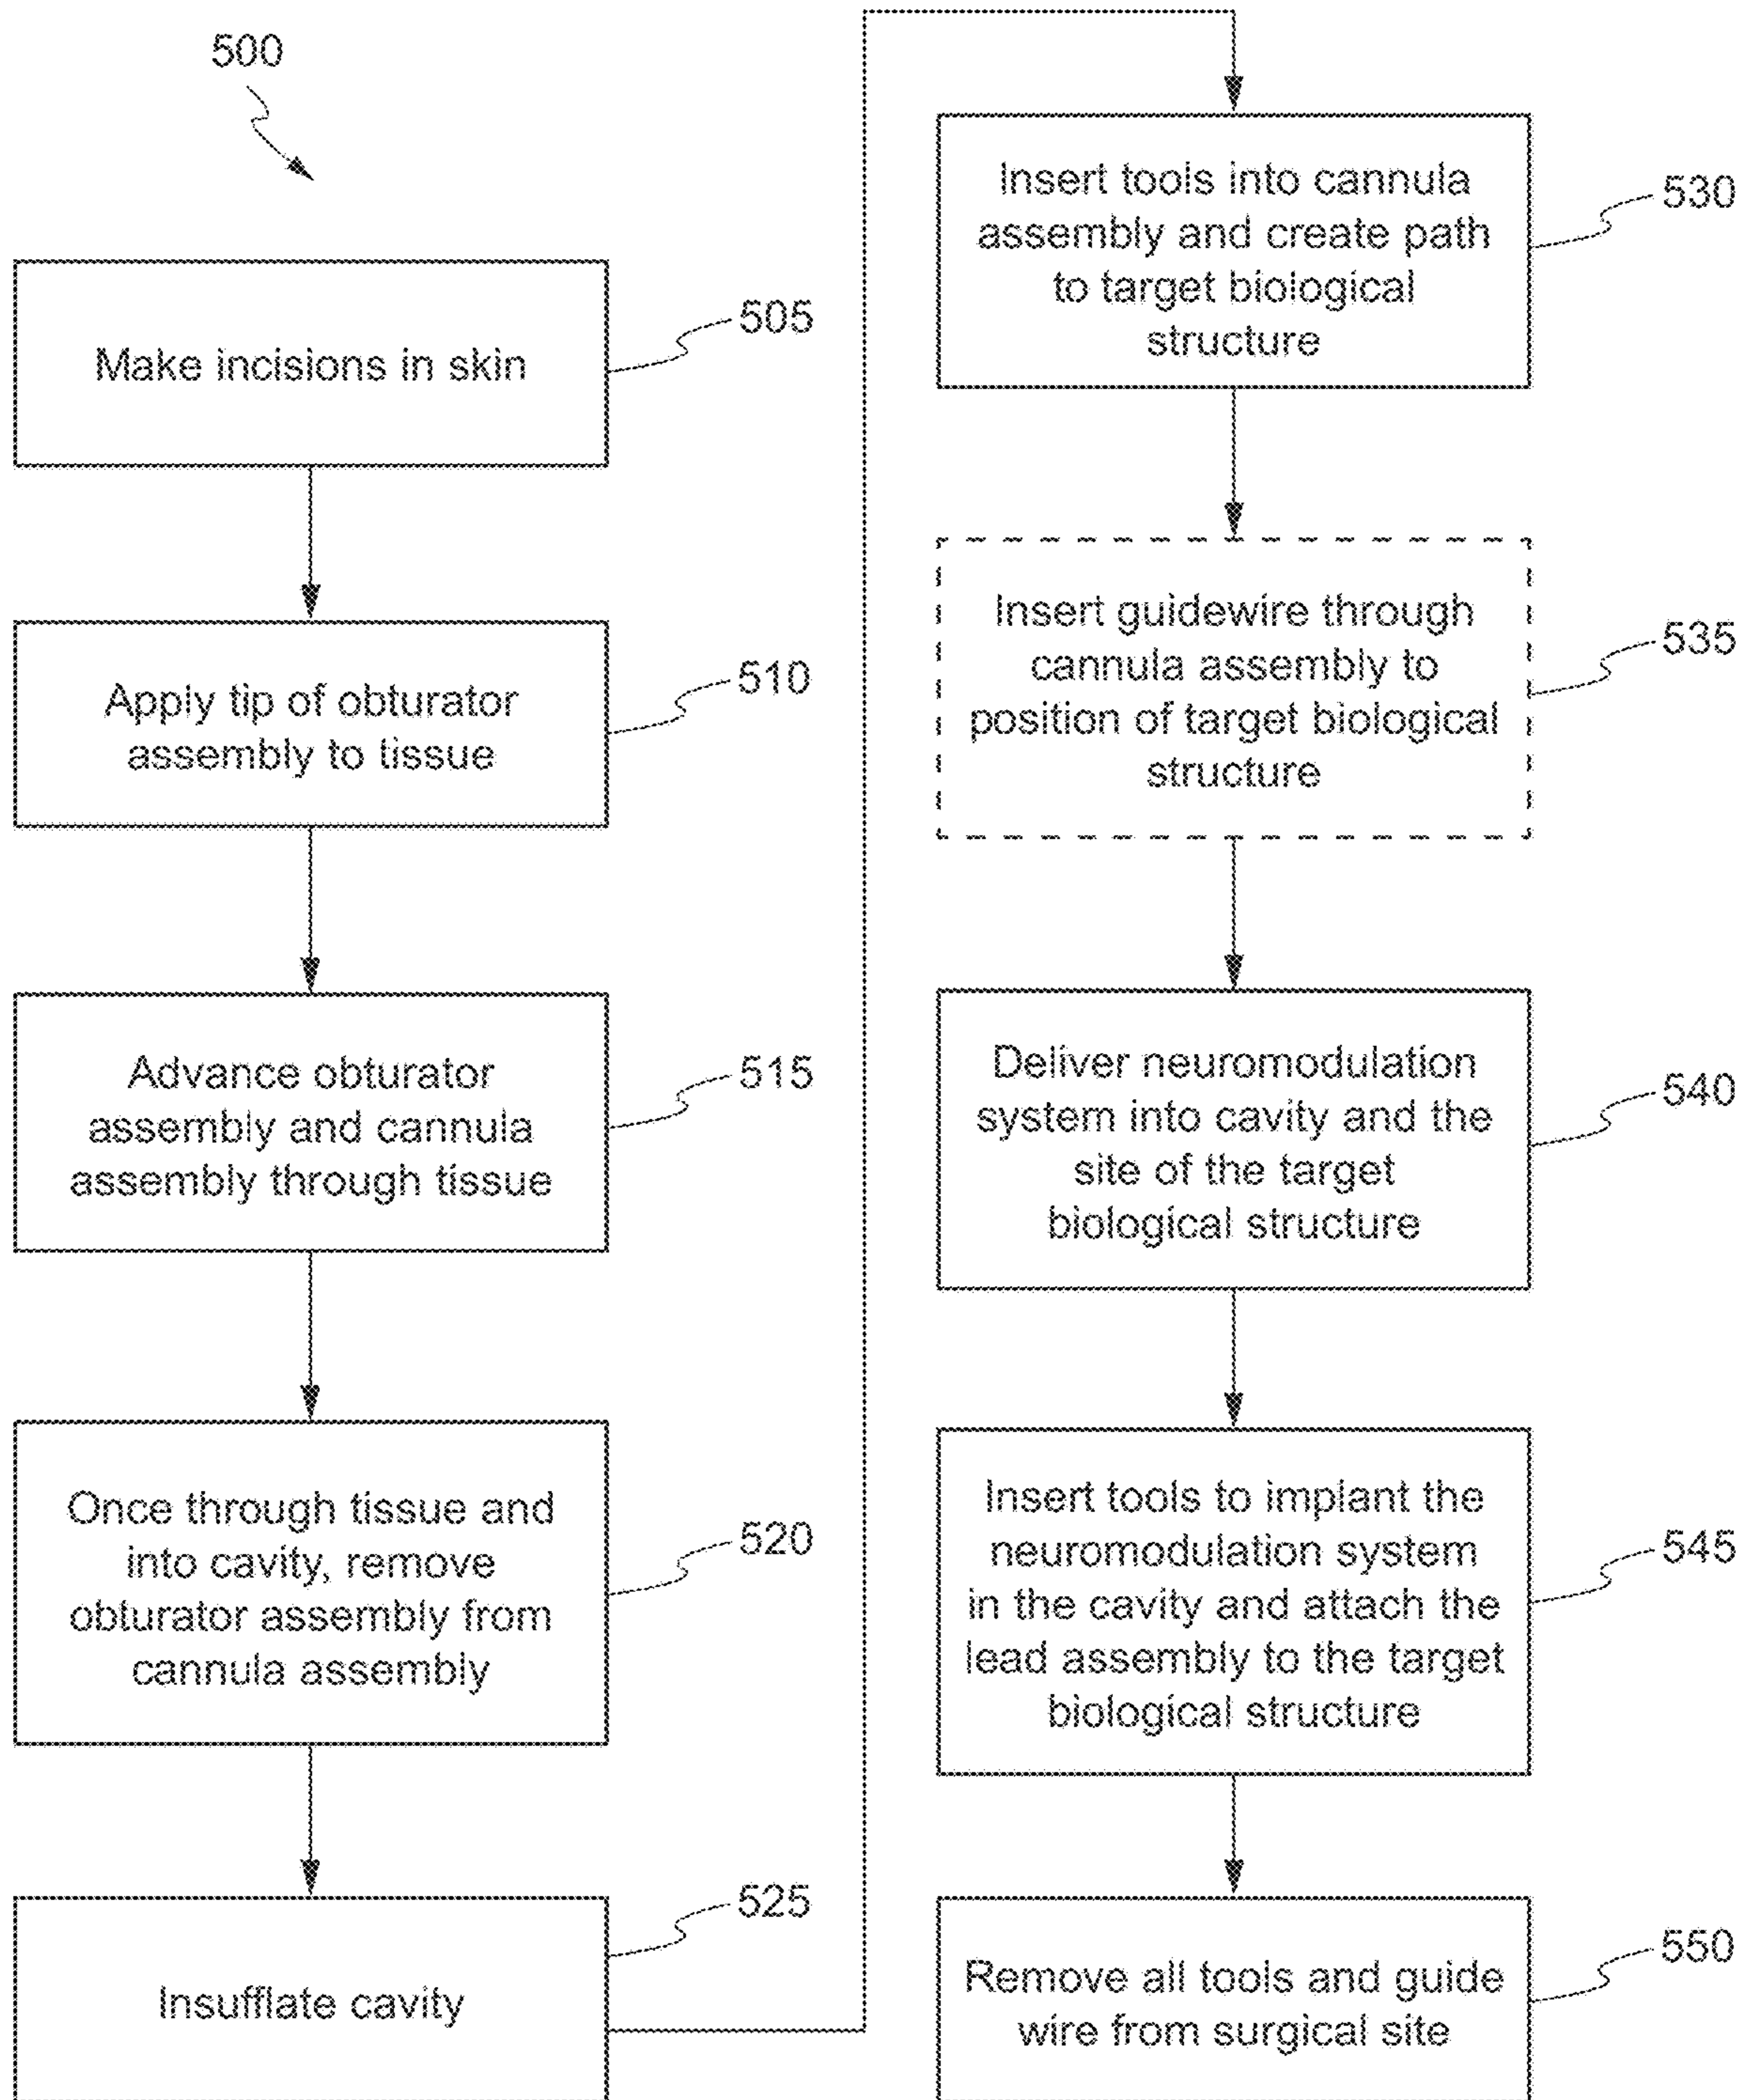 500
Make incisions in skin
505
Apply tip of obturator
assembly to tissue
510
Advance obturator
assembly and cannula
assembly through tissue
515
Once through tissue and
into cavity, remove
obturator assembly from
cannula assembly
520
Insufflate cavity
525
Insert tools into cannula
assembly and create path
to target biological
structure
530
Insert guidewire through
cannula assembly to
position of target biological
structure
535
Deliver neuromodulation
system into cavity and the
site of the target
biological structure
540
Insert tools to implant the
neuromodulation system
in the cavity and attach the
lead assembly to the target
biological structure
545
Remove all tools and guide
wire from surgical site
550